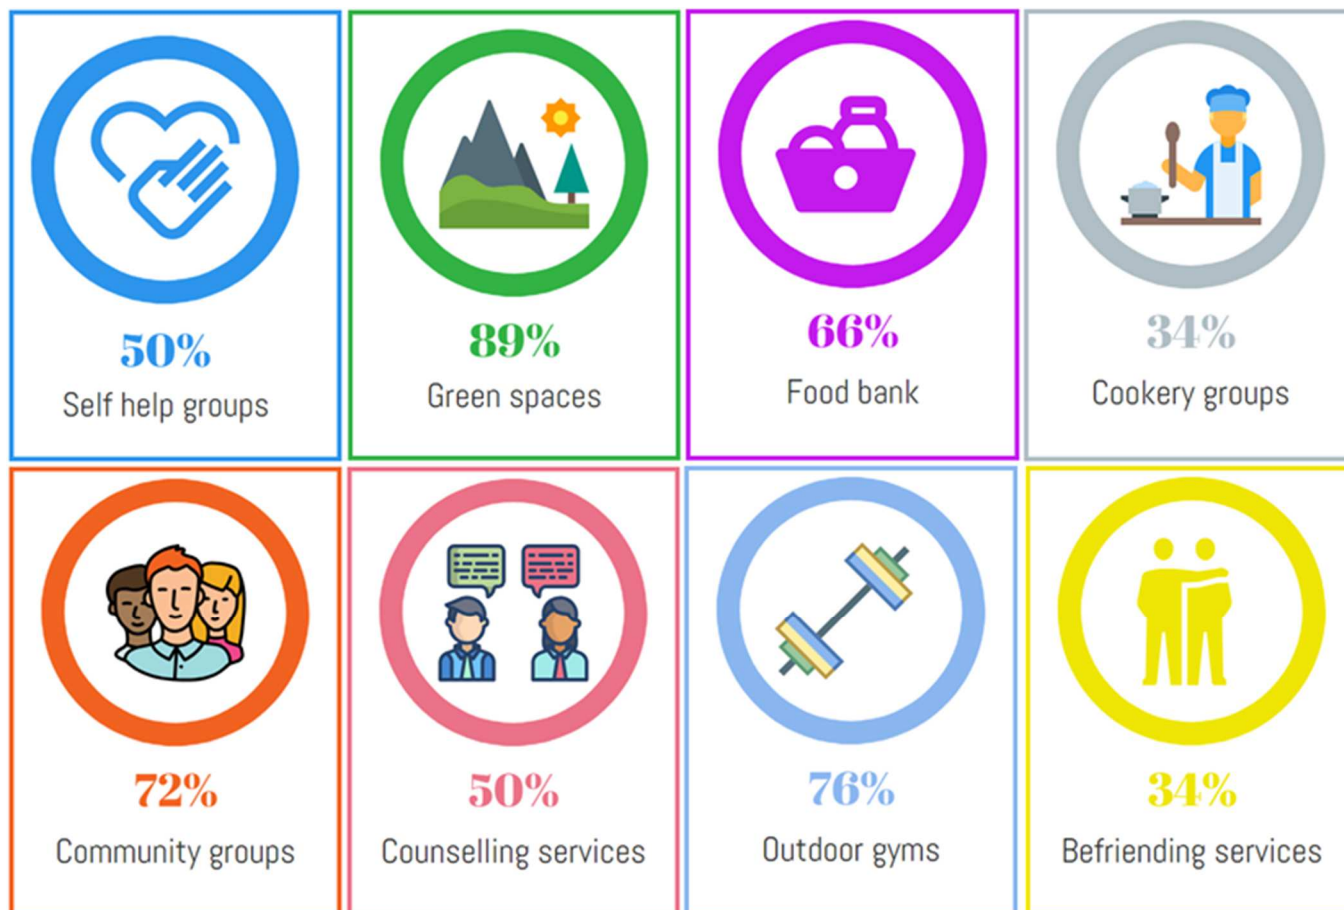 50%
Self help groups
89%
Green spaces
66%
Food bank
34%
Cookery groups
72%
Community groups
50%
Counselling services
76%
Outdoor gyms
34%
Befriending services